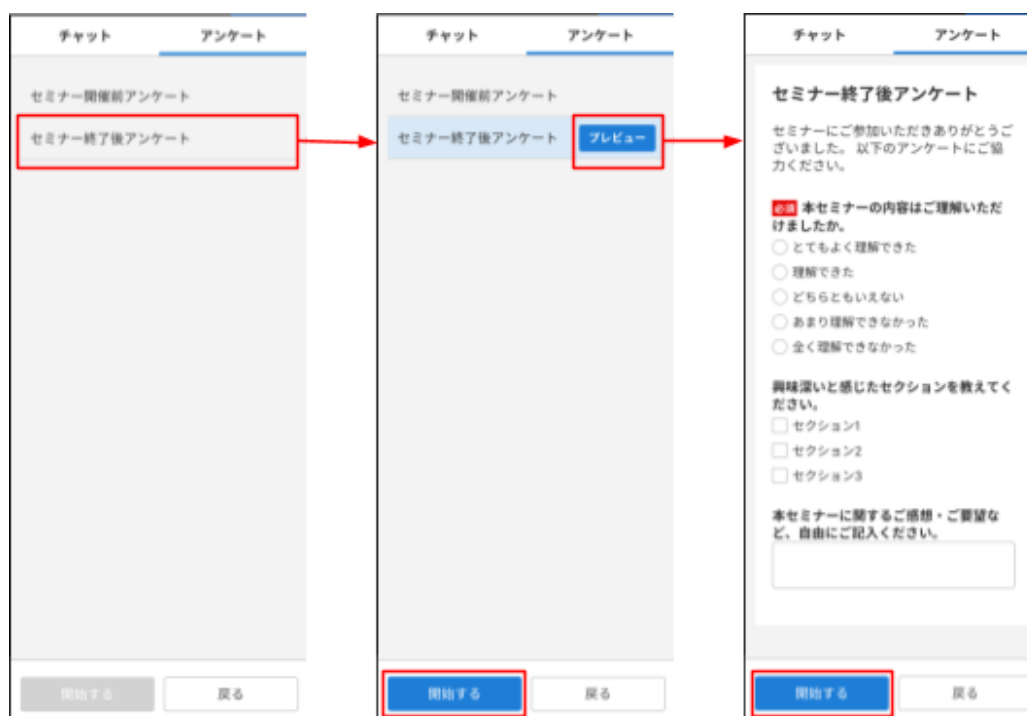 チャット アンケート
セミナー開催前アンケート
セミナー終了後アンケート
開始する 戻る
チャット アンケート
セミナー開催前アンケート
セミナー終了後アンケート プレビュー
開始する 戻る
チャット アンケート
セミナー終了後アンケート
セミナーにご参加いただきありがとうご
ざいました。 以下のアンケートにご協
力ください。
必須 本セミナーの内容はご理解いただ
けましたか。
とてもよく理解できた
理解できた
どちらともいえない
あまり理解できなかった
全く理解できなかった
興味深いと感じたセクションを教えてく
ださい。
セクション1
セクション2
セクション3
本セミナーに関するご感想・ご要望な
ど、自由にご記入ください。
開始する 戻る